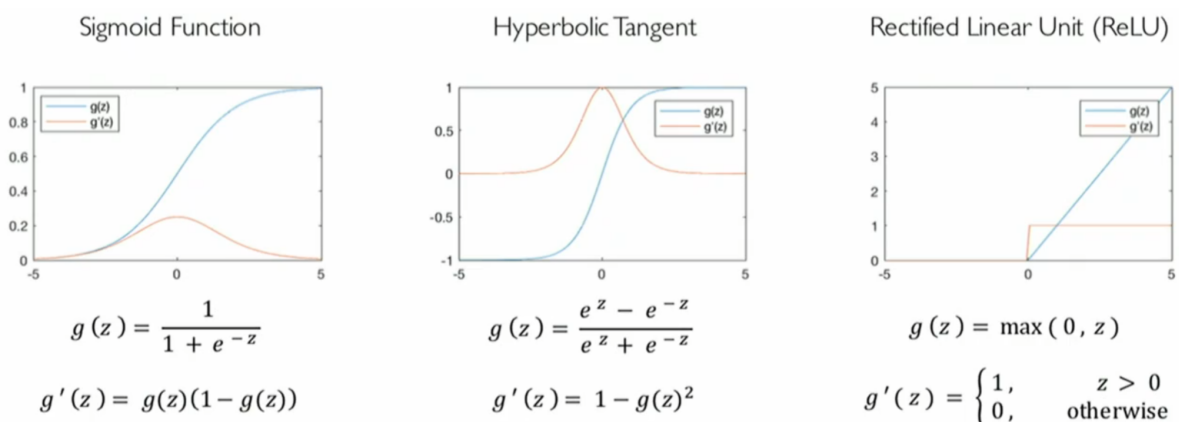 Sigmoid Function
Hyperbolic Tangent
Rectified Linear Unit (ReLU)
1
0.8
0.6
0.4
0.2
0
-5
0
5
g(z)
g'(z)
1
0.5
0
-0.5
-1
-5
0
5
g(z)
g'(z)
5
4
3
2
1
0
-5
0
5
g(z)
g'(z)
g(z) = 1 / 1 + e^-z
g(z) = e^z − e^-z / e^z + e^-z
g(z) = max(0, z)
g'(z) = g(z)(1 − g(z))
g'(z) = 1 − g(z)²
g'(z) = { 1, z > 0
0, otherwise